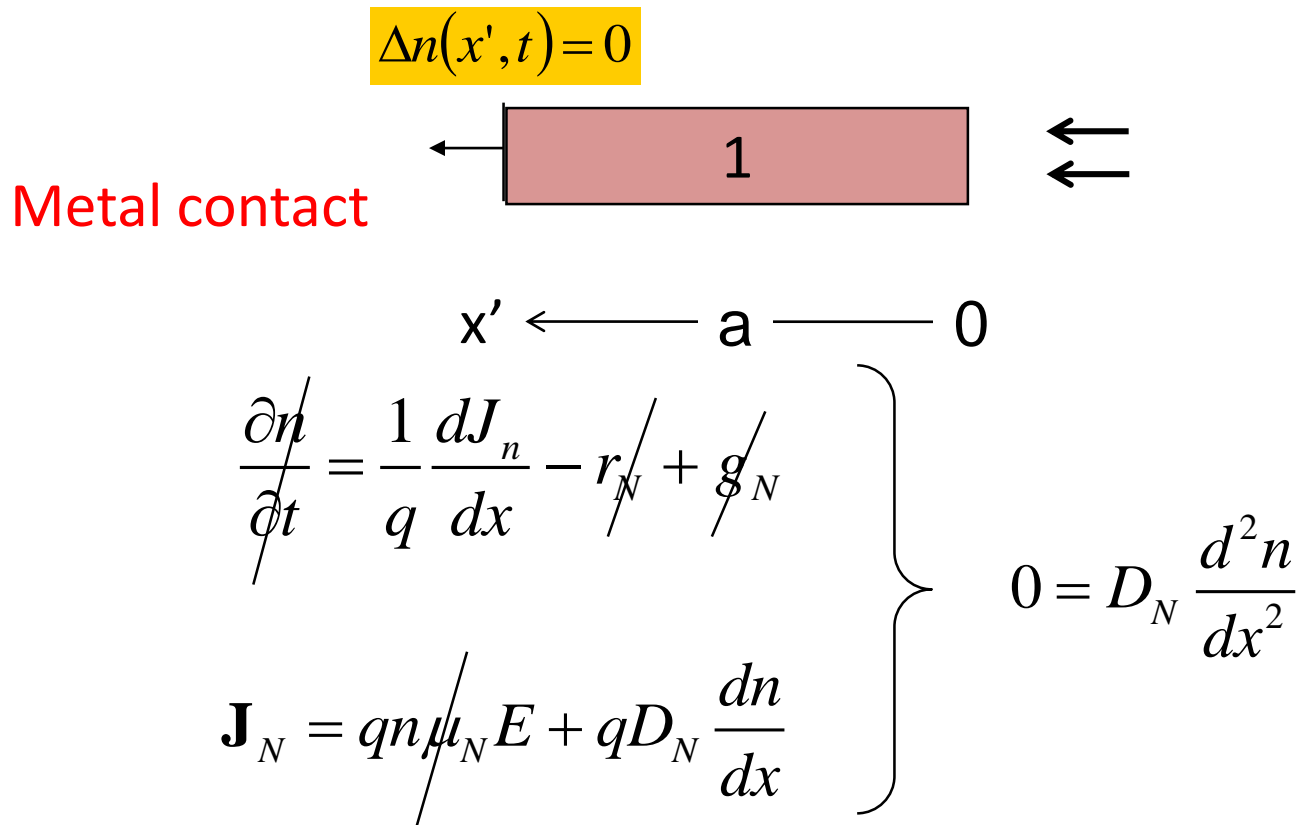 Δn(x',t)=0
1
Metal contact
x’ ← a — 0
∂n/∂t = 1/q dJₙ/dx − r_N + g_N
0 = D_N d²n/dx²
J_N = qnμ_N E + qD_N dn/dx